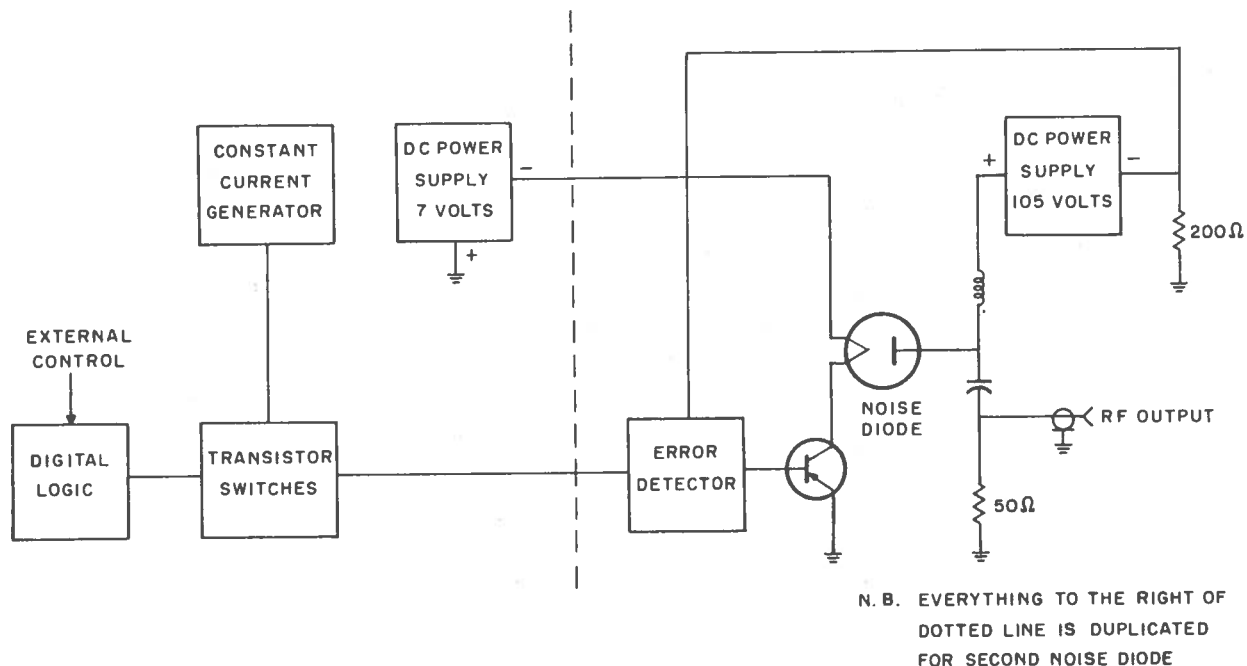 CONSTANT
CURRENT
GENERATOR
DC POWER
SUPPLY
7 VOLTS
-
+
+
DC POWER
SUPPLY
105 VOLTS
-
200Ω
EXTERNAL
CONTROL
DIGITAL
LOGIC
TRANSISTOR
SWITCHES
ERROR
DETECTOR
NOISE
DIODE
RF OUTPUT
50Ω
N.B. EVERYTHING TO THE RIGHT OF
DOTTED LINE IS DUPLICATED
FOR SECOND NOISE DIODE